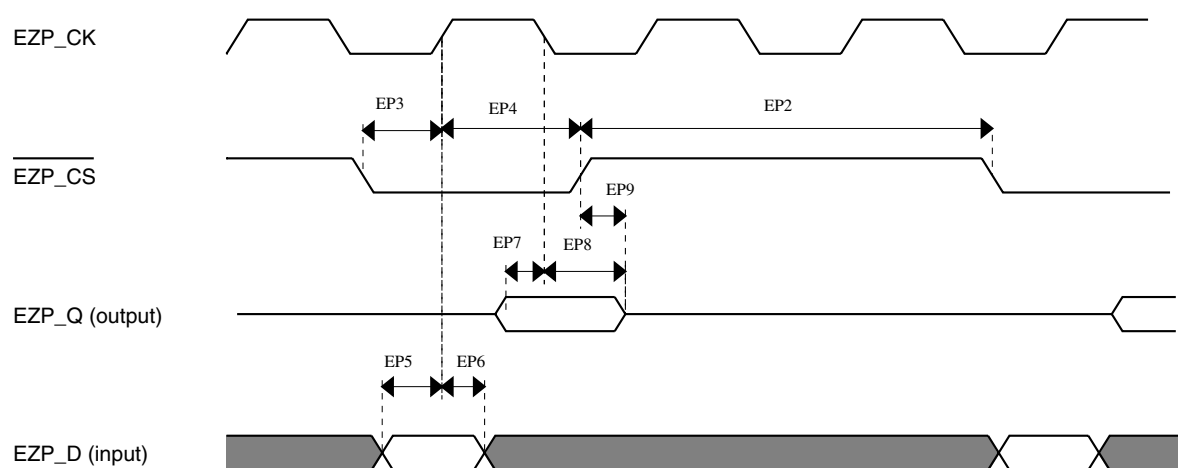 EZP_CK
EP3
EP4
EP2
EZP_CS
EP9
EP7
EP8
EZP_Q (output)
EP5
EP6
EZP_D (input)